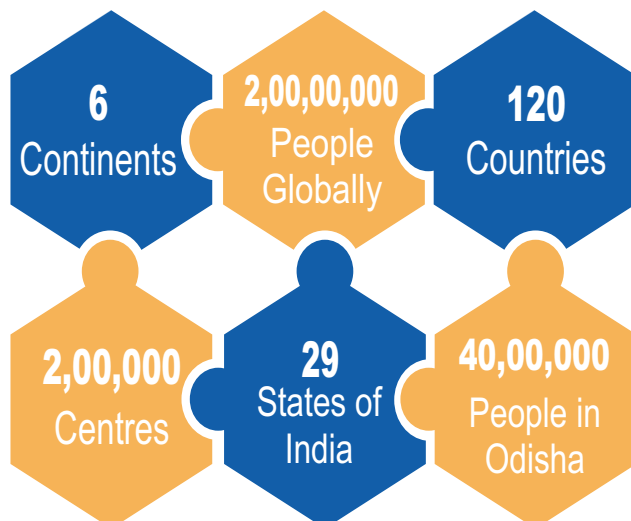 6
Continents
2,00,00,000
People
Globally
120
Countries
2,00,000
Centres
29
States of
India
40,00,000
People in
Odisha